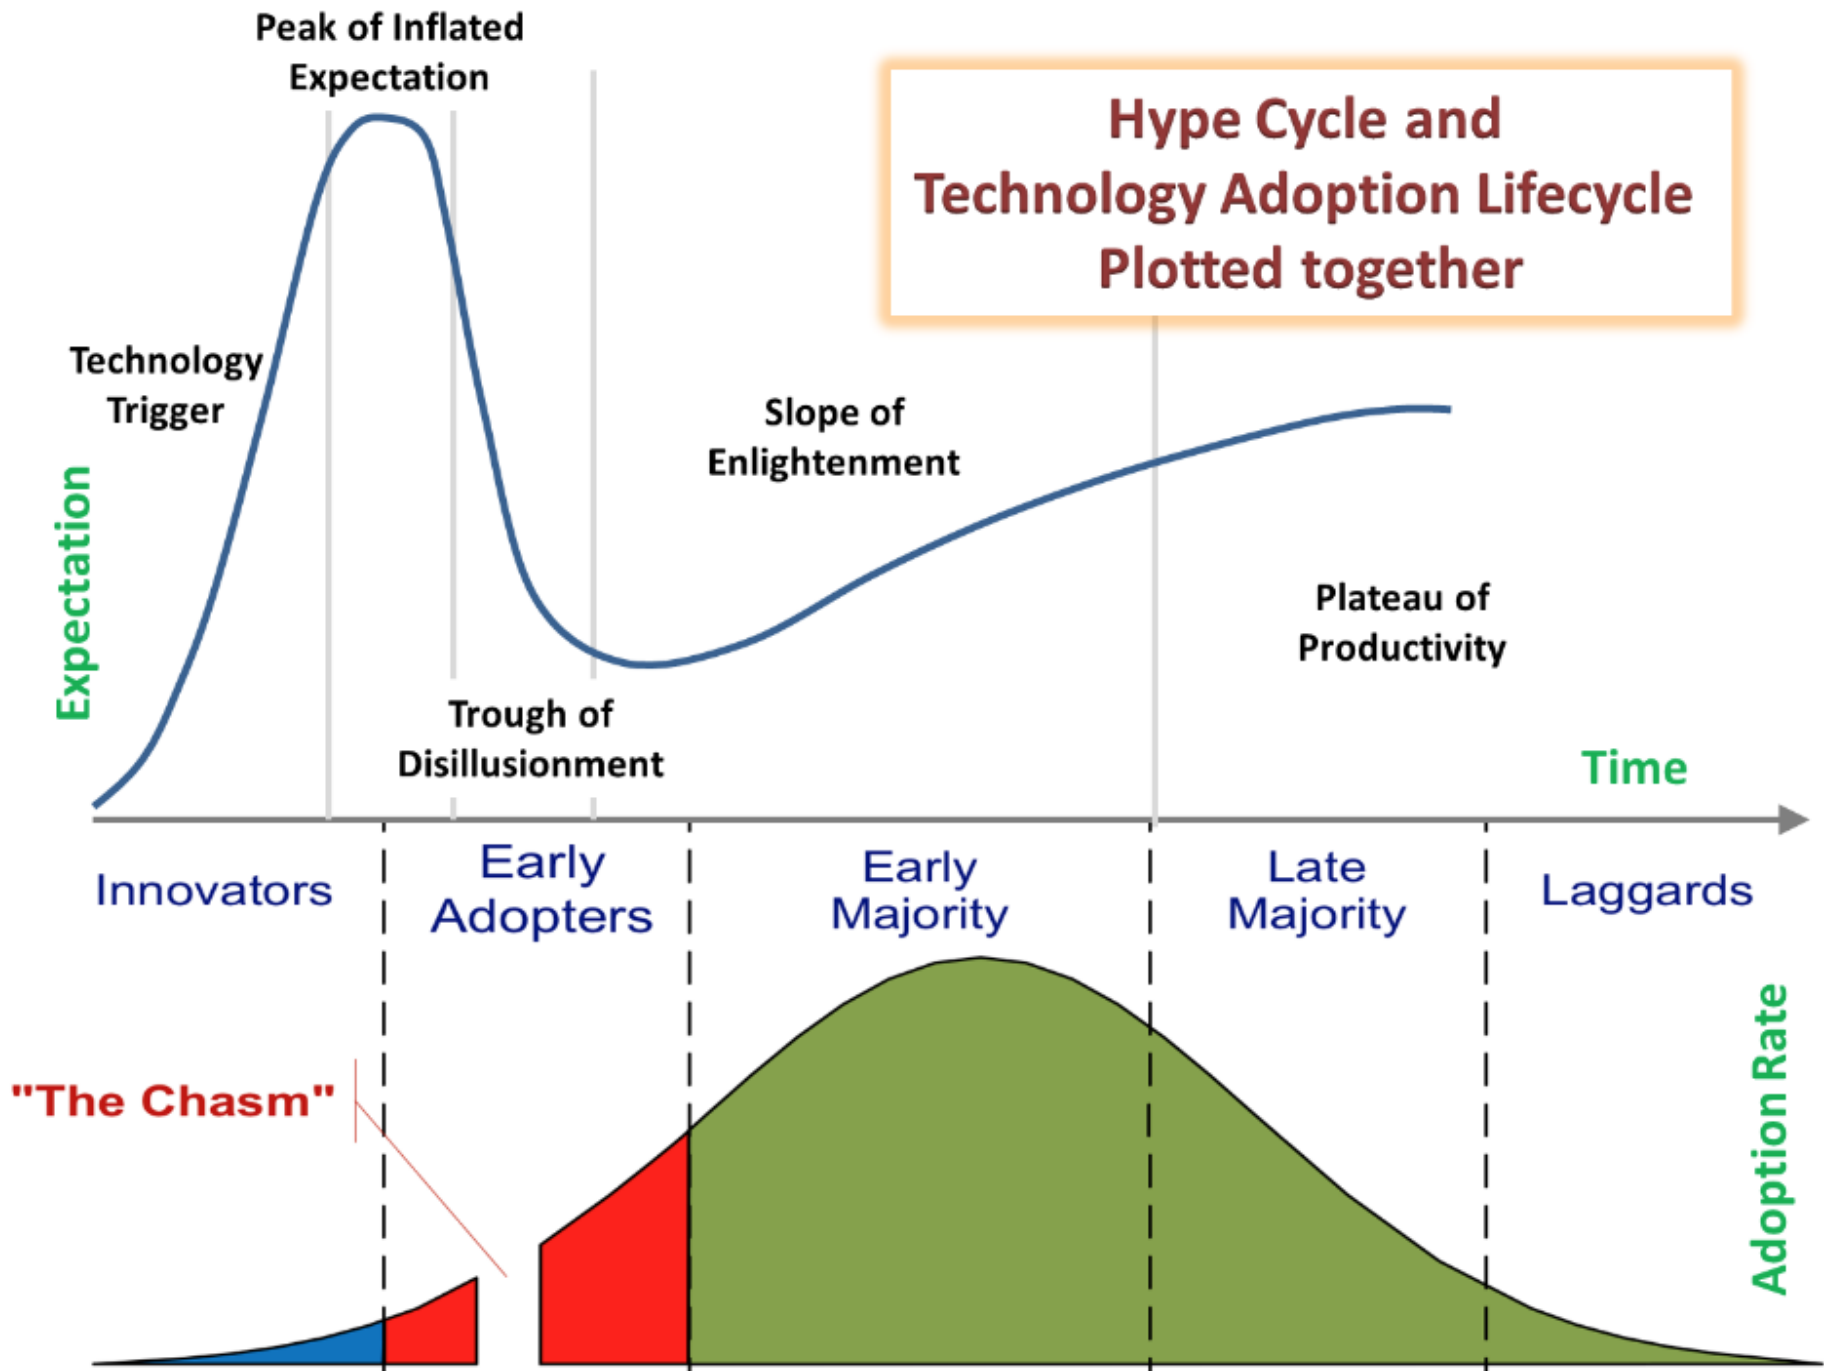 Peak of Inflated
Expectation
Hype Cycle and
Technology Adoption Lifecycle
Plotted together
Technology
Trigger
Slope of
Enlightenment
Expectation
Plateau of
Productivity
Trough of
Disillusionment
Time
Innovators
Early
Adopters
Early
Majority
Late
Majority
Laggards
"The Chasm"
Adoption Rate